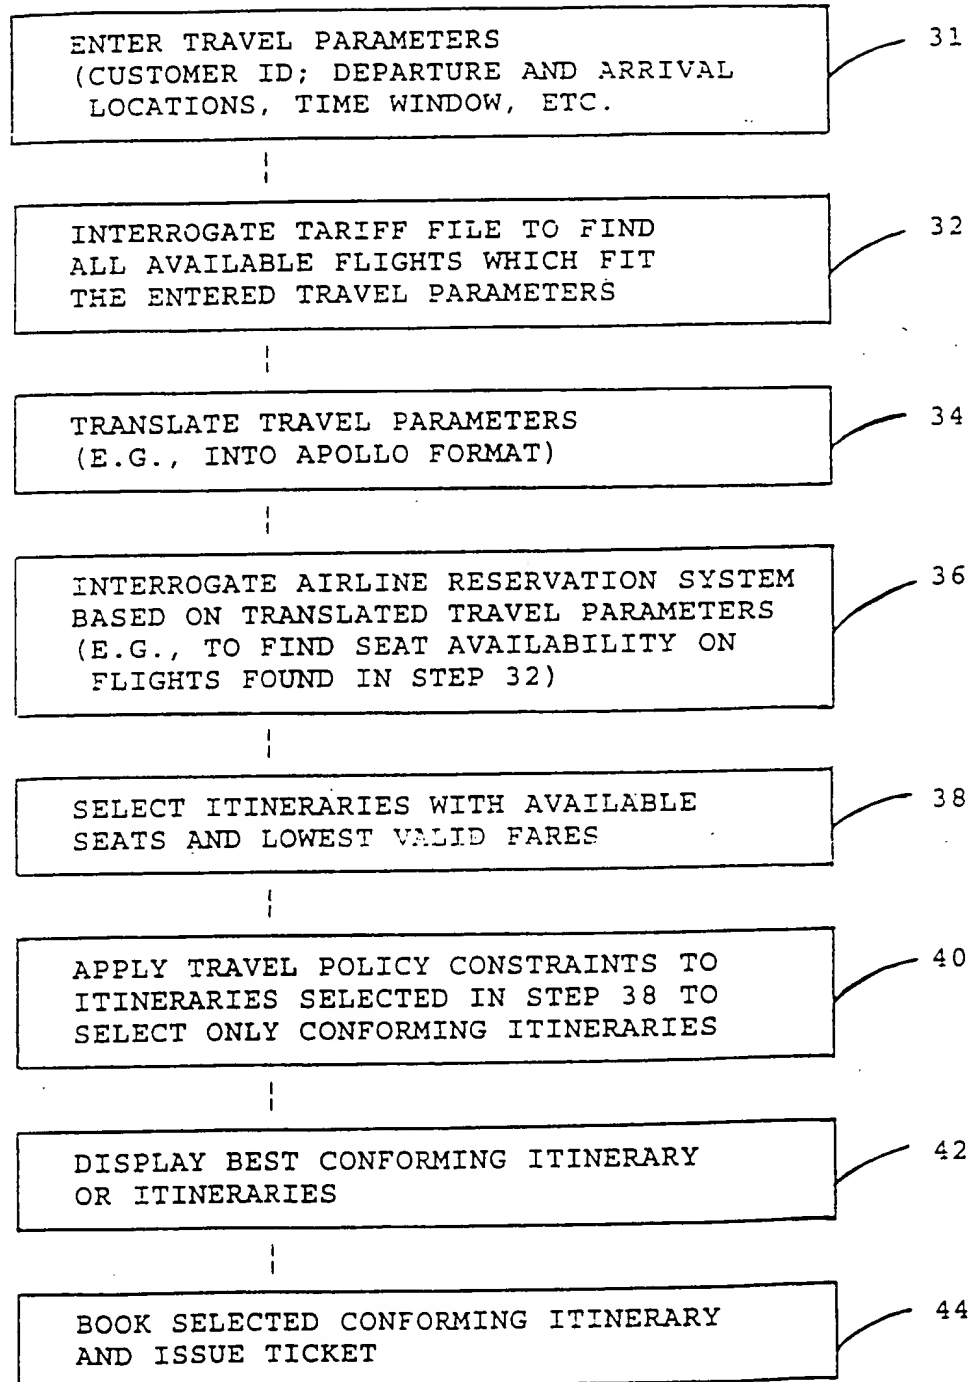 ENTER TRAVEL PARAMETERS
(CUSTOMER ID; DEPARTURE AND ARRIVAL
LOCATIONS, TIME WINDOW, ETC.
31
INTERROGATE TARIFF FILE TO FIND
ALL AVAILABLE FLIGHTS WHICH FIT
THE ENTERED TRAVEL PARAMETERS
32
TRANSLATE TRAVEL PARAMETERS
(E.G., INTO APOLLO FORMAT)
34
INTERROGATE AIRLINE RESERVATION SYSTEM
BASED ON TRANSLATED TRAVEL PARAMETERS
(E.G., TO FIND SEAT AVAILABILITY ON
FLIGHTS FOUND IN STEP 32)
36
SELECT ITINERARIES WITH AVAILABLE
SEATS AND LOWEST VALID FARES
38
APPLY TRAVEL POLICY CONSTRAINTS TO
ITINERARIES SELECTED IN STEP 38 TO
SELECT ONLY CONFORMING ITINERARIES
40
DISPLAY BEST CONFORMING ITINERARY
OR ITINERARIES
42
BOOK SELECTED CONFORMING ITINERARY
AND ISSUE TICKET
44